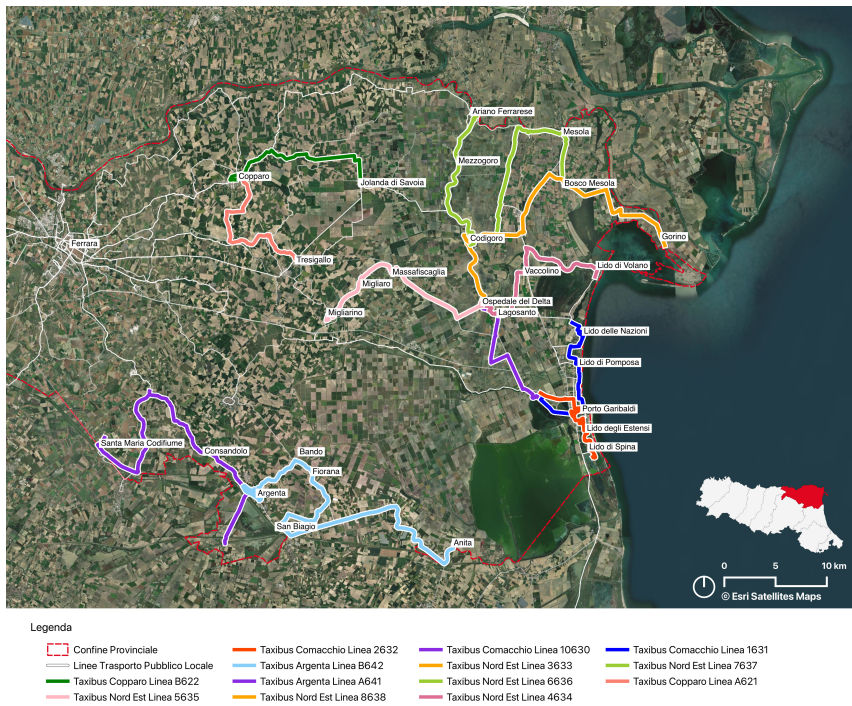 Ariano Ferrarese
Mesola
Mezzogoro
Copparo
Jolanda di Savoia
Bosco Mesola
Ferrara
Codigoro
Gorino
Tresigallo
Massafiscaglia
Vaccolino
Lido di Volano
Migliaro
Ospedale del Delta
Migliarino
Lagosanto
Lido delle Nazioni
Lido di Pomposa
Porto Garibaldi
Lido degli Estensi
Santa Maria Codifiume
Consandolo
Bando
Lido di Spina
Fiorana
Argenta
San Biagio
Anita
0 5 10 km
© Esri Satellites Maps
Legenda
Confine Provinciale
Linee Trasporto Pubblico Locale
Taxibus Copparo Linea B622
Taxibus Nord Est Linea 5635
Taxibus Comacchio Linea 2632
Taxibus Argenta Linea B642
Taxibus Argenta Linea A641
Taxibus Nord Est Linea 8638
Taxibus Comacchio Linea 10630
Taxibus Nord Est Linea 3633
Taxibus Nord Est Linea 6636
Taxibus Nord Est Linea 4634
Taxibus Comacchio Linea 1631
Taxibus Nord Est Linea 7637
Taxibus Copparo Linea A621